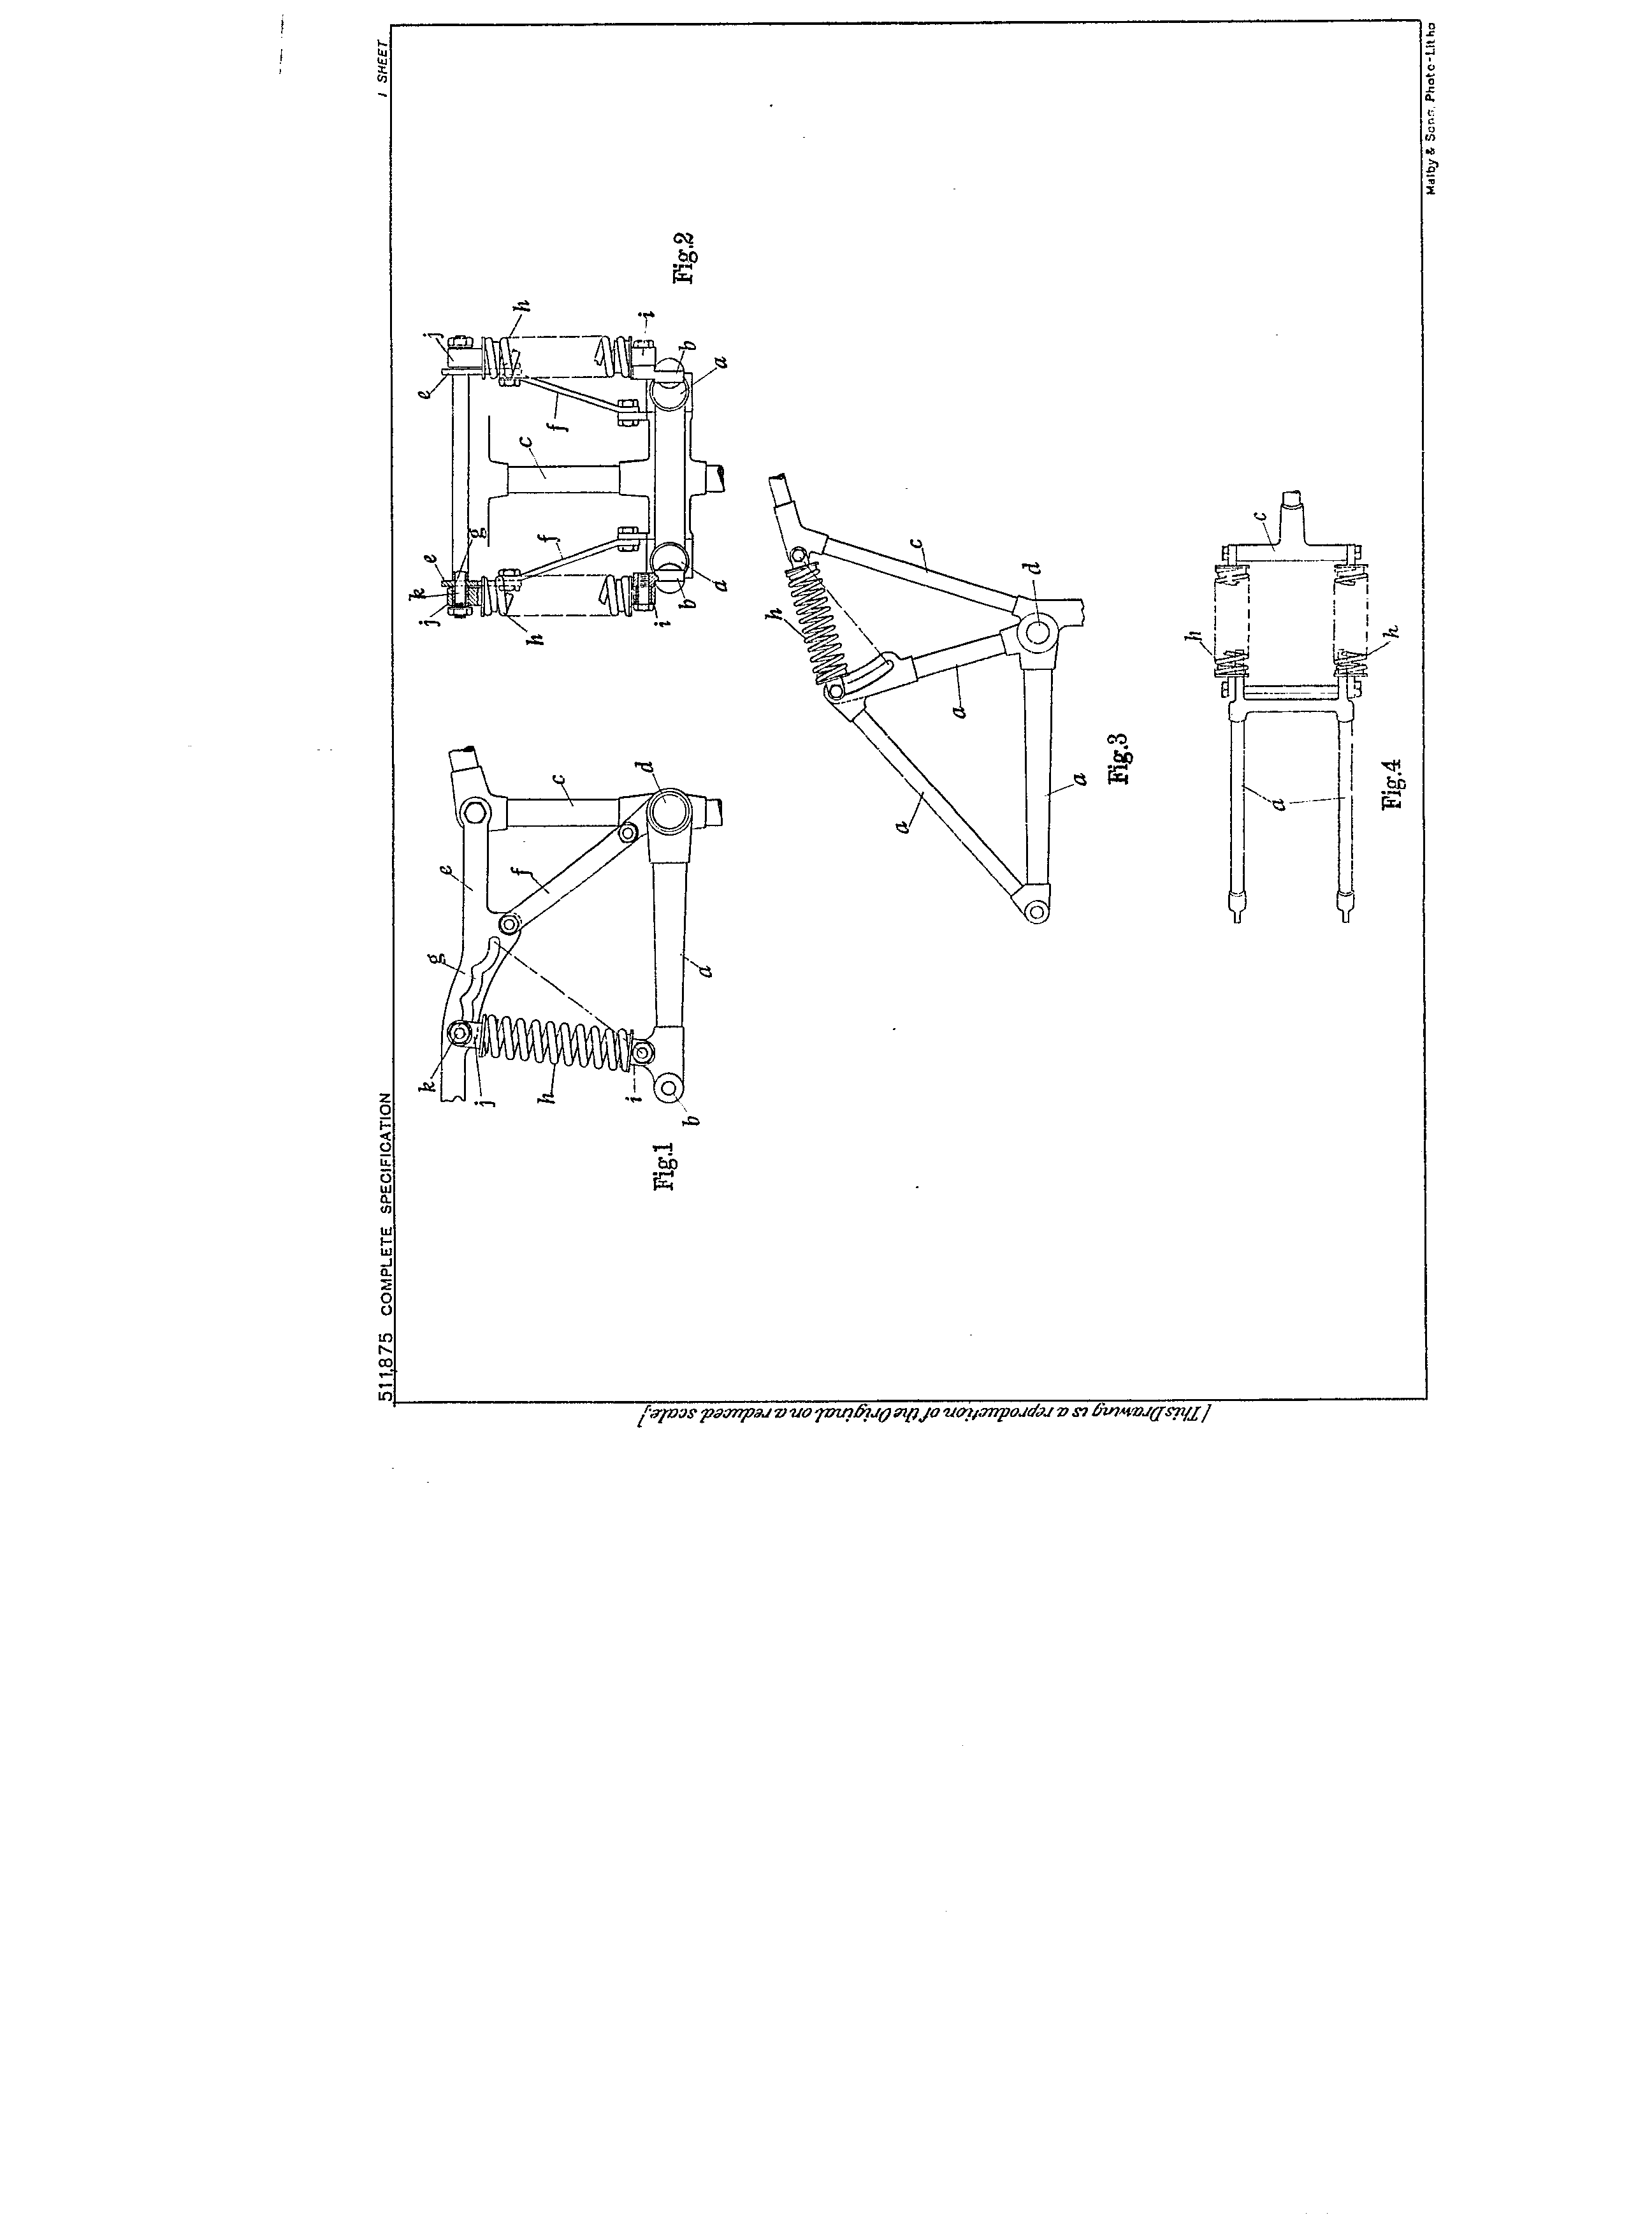 511,875 COMPLETE SPECIFICATION
1 SHEET
[This Drawing is a reproduction of the Original on a reduced scale.]
k
j
g
e
c
h
f
d
i
b
a
Fig.1
j
k
e
g
e
j
h
f
c
f
h
i
b
a
a
b
i
Fig.2
h
c
d
a
a
a
Fig.3
h
c
h
a
Fig.4
Malby & Sons, Photo-Litho